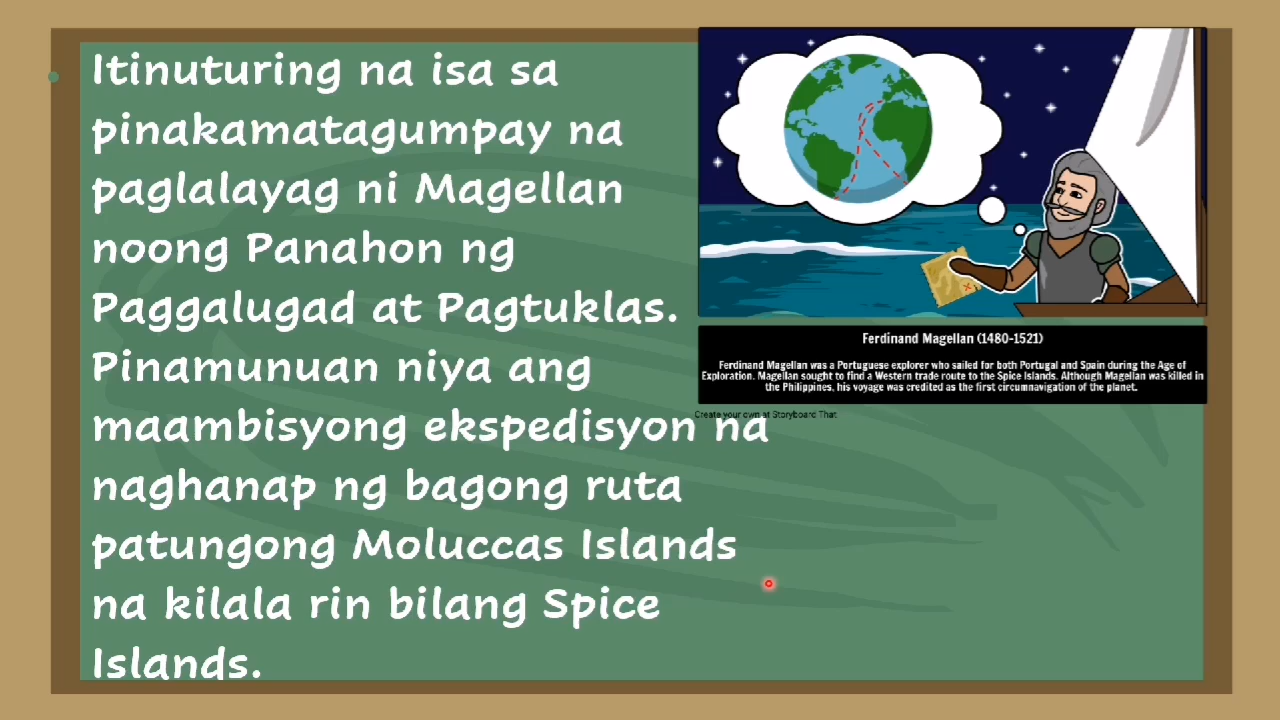 Itinuturing na isa sa
pinakamatagumpay na
paglalayag ni Magellan
noong Panahon ng
Paggalugad at Pagtuklas.
Pinamunuan niya ang
maambisyong ekspedisyon na
naghanap ng bagong ruta
patungong Moluccas Islands
na kilala rin bilang Spice
Islands.
Ferdinand Magellan (1480-1521)
Ferdinand Magellan was a Portuguese explorer who sailed for both Portugal and Spain during the Age of
Exploration. Magellan sought to find a Western trade route to the Spice Islands. Although Magellan was killed in
the Philippines, his voyage was credited as the first circumnavigation of the planet.
Create your own at Storyboard That